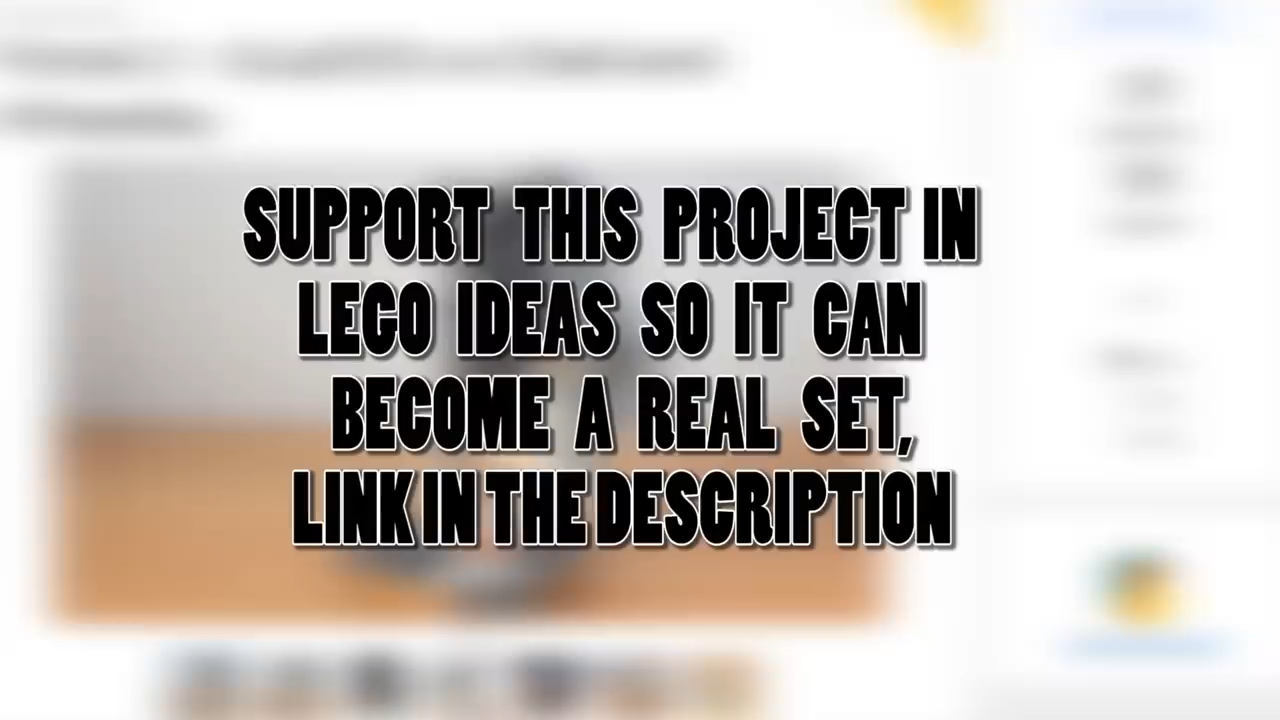 SUPPORT THIS PROJECT IN
LEGO IDEAS SO IT CAN
BECOME A REAL SET,
LINK IN THE DESCRIPTION